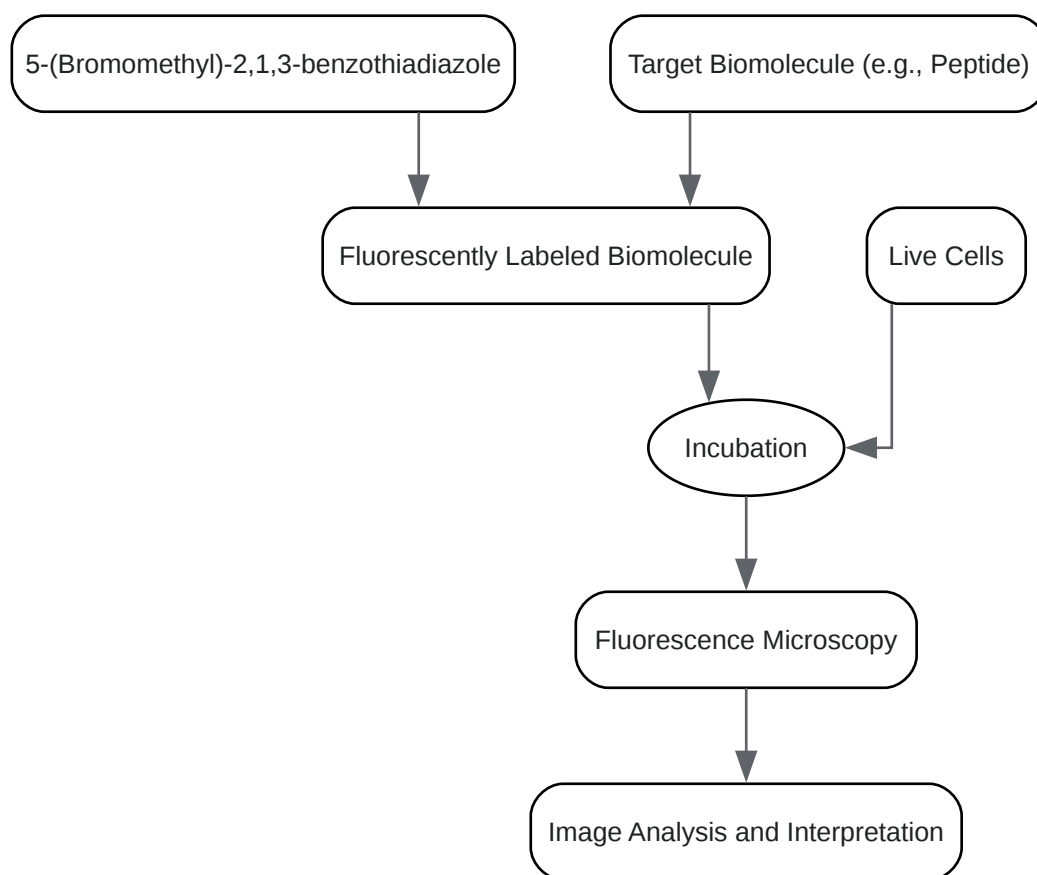 5-(Bromomethyl)-2,1,3-benzothiadiazole
Target Biomolecule (e.g., Peptide)
Fluorescently Labeled Biomolecule
Live Cells
Incubation
Fluorescence Microscopy
Image Analysis and Interpretation